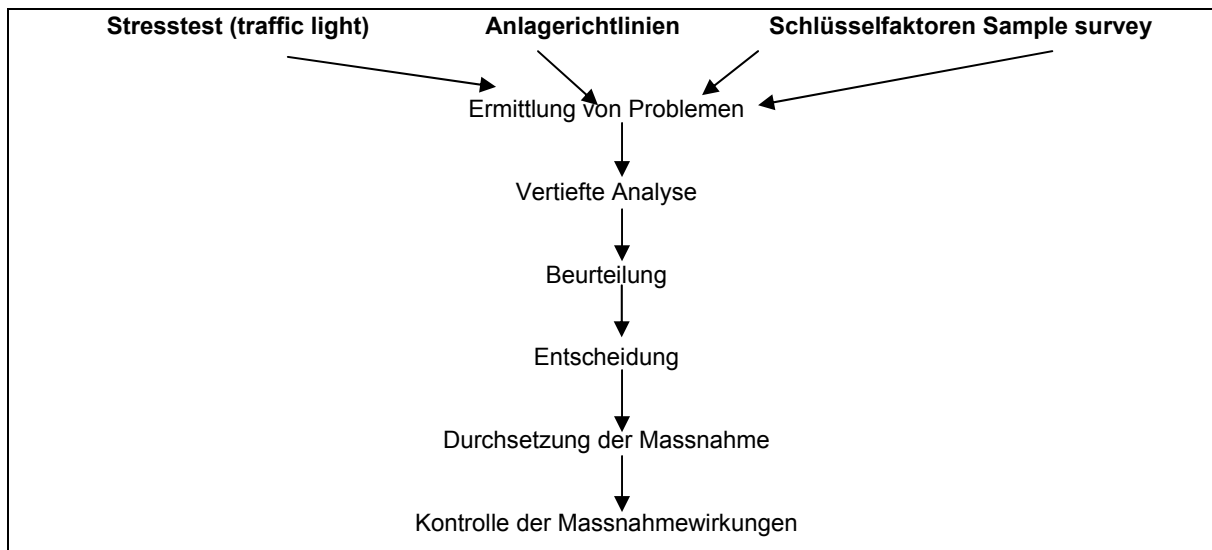 Stresstest (traffic light) Anlagerichtlinien Schlüsselfaktoren Sample survey
Ermittlung von Problemen
Vertiefte Analyse
Beurteilung
Entscheidung
Durchsetzung der Massnahme
Kontrolle der Massnahmewirkungen